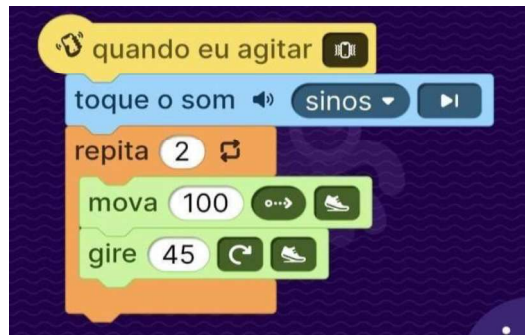 quando eu agitar
toque o som sinos
repita 2
mova 100
gire 45